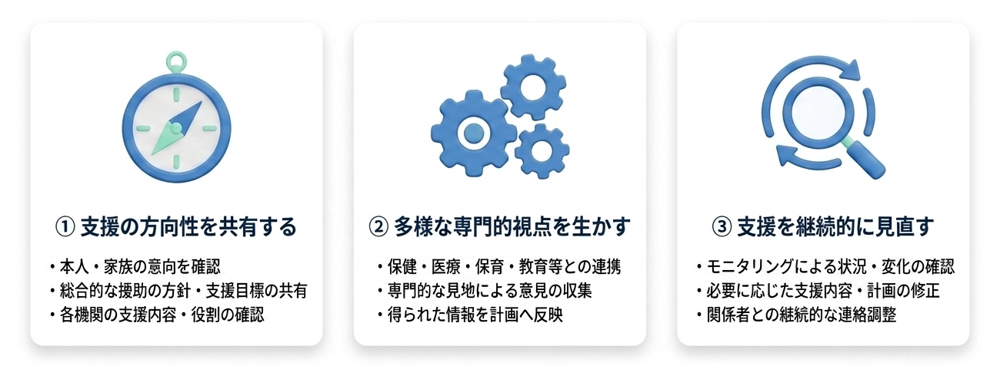 ① 支援の方向性を共有する
・本人・家族の意向を確認
・総合的な援助の方針・支援目標の共有
・各機関の支援内容・役割の確認
② 多様な専門的視点を生かす
・保健・医療・保育・教育等との連携
・専門的な見地による意見の収集
・得られた情報を計画へ反映
③ 支援を継続的に見直す
・モニタリングによる状況・変化の確認
・必要に応じた支援内容・計画の修正
・関係者との継続的な連絡調整